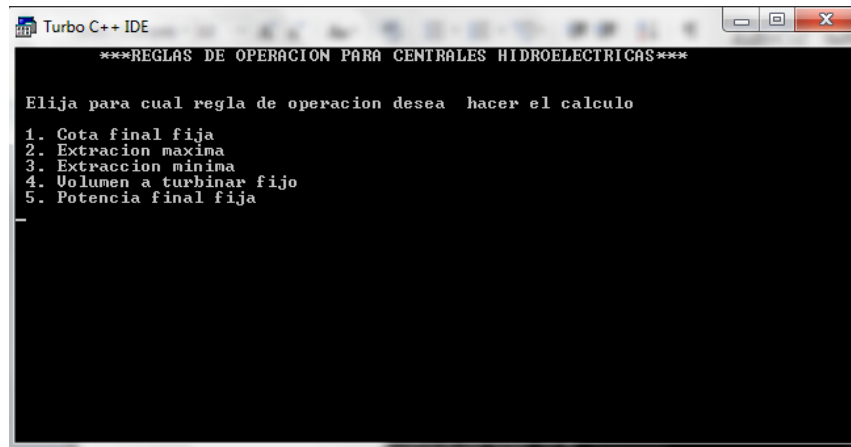 Turbo C++ IDE
***REGLAS DE OPERACION PARA CENTRALES HIDROELECTRICAS***
Elija para cual regla de operacion desea  hacer el calculo
1. Cota final fija
2. Extracion maxima
3. Extraccion minima
4. Volumen a turbinar fijo
5. Potencia final fija